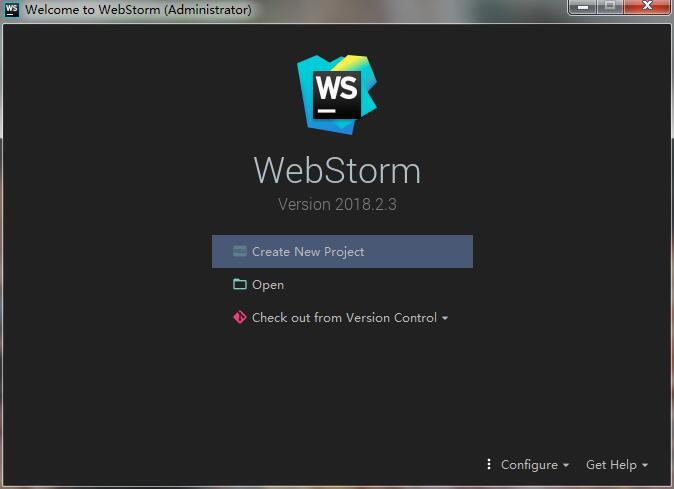 WS Welcome to WebStorm (Administrator)
WS
WebStorm
Version 2018.2.3
Create New Project
Open
Check out from Version Control
Configure
Get Help